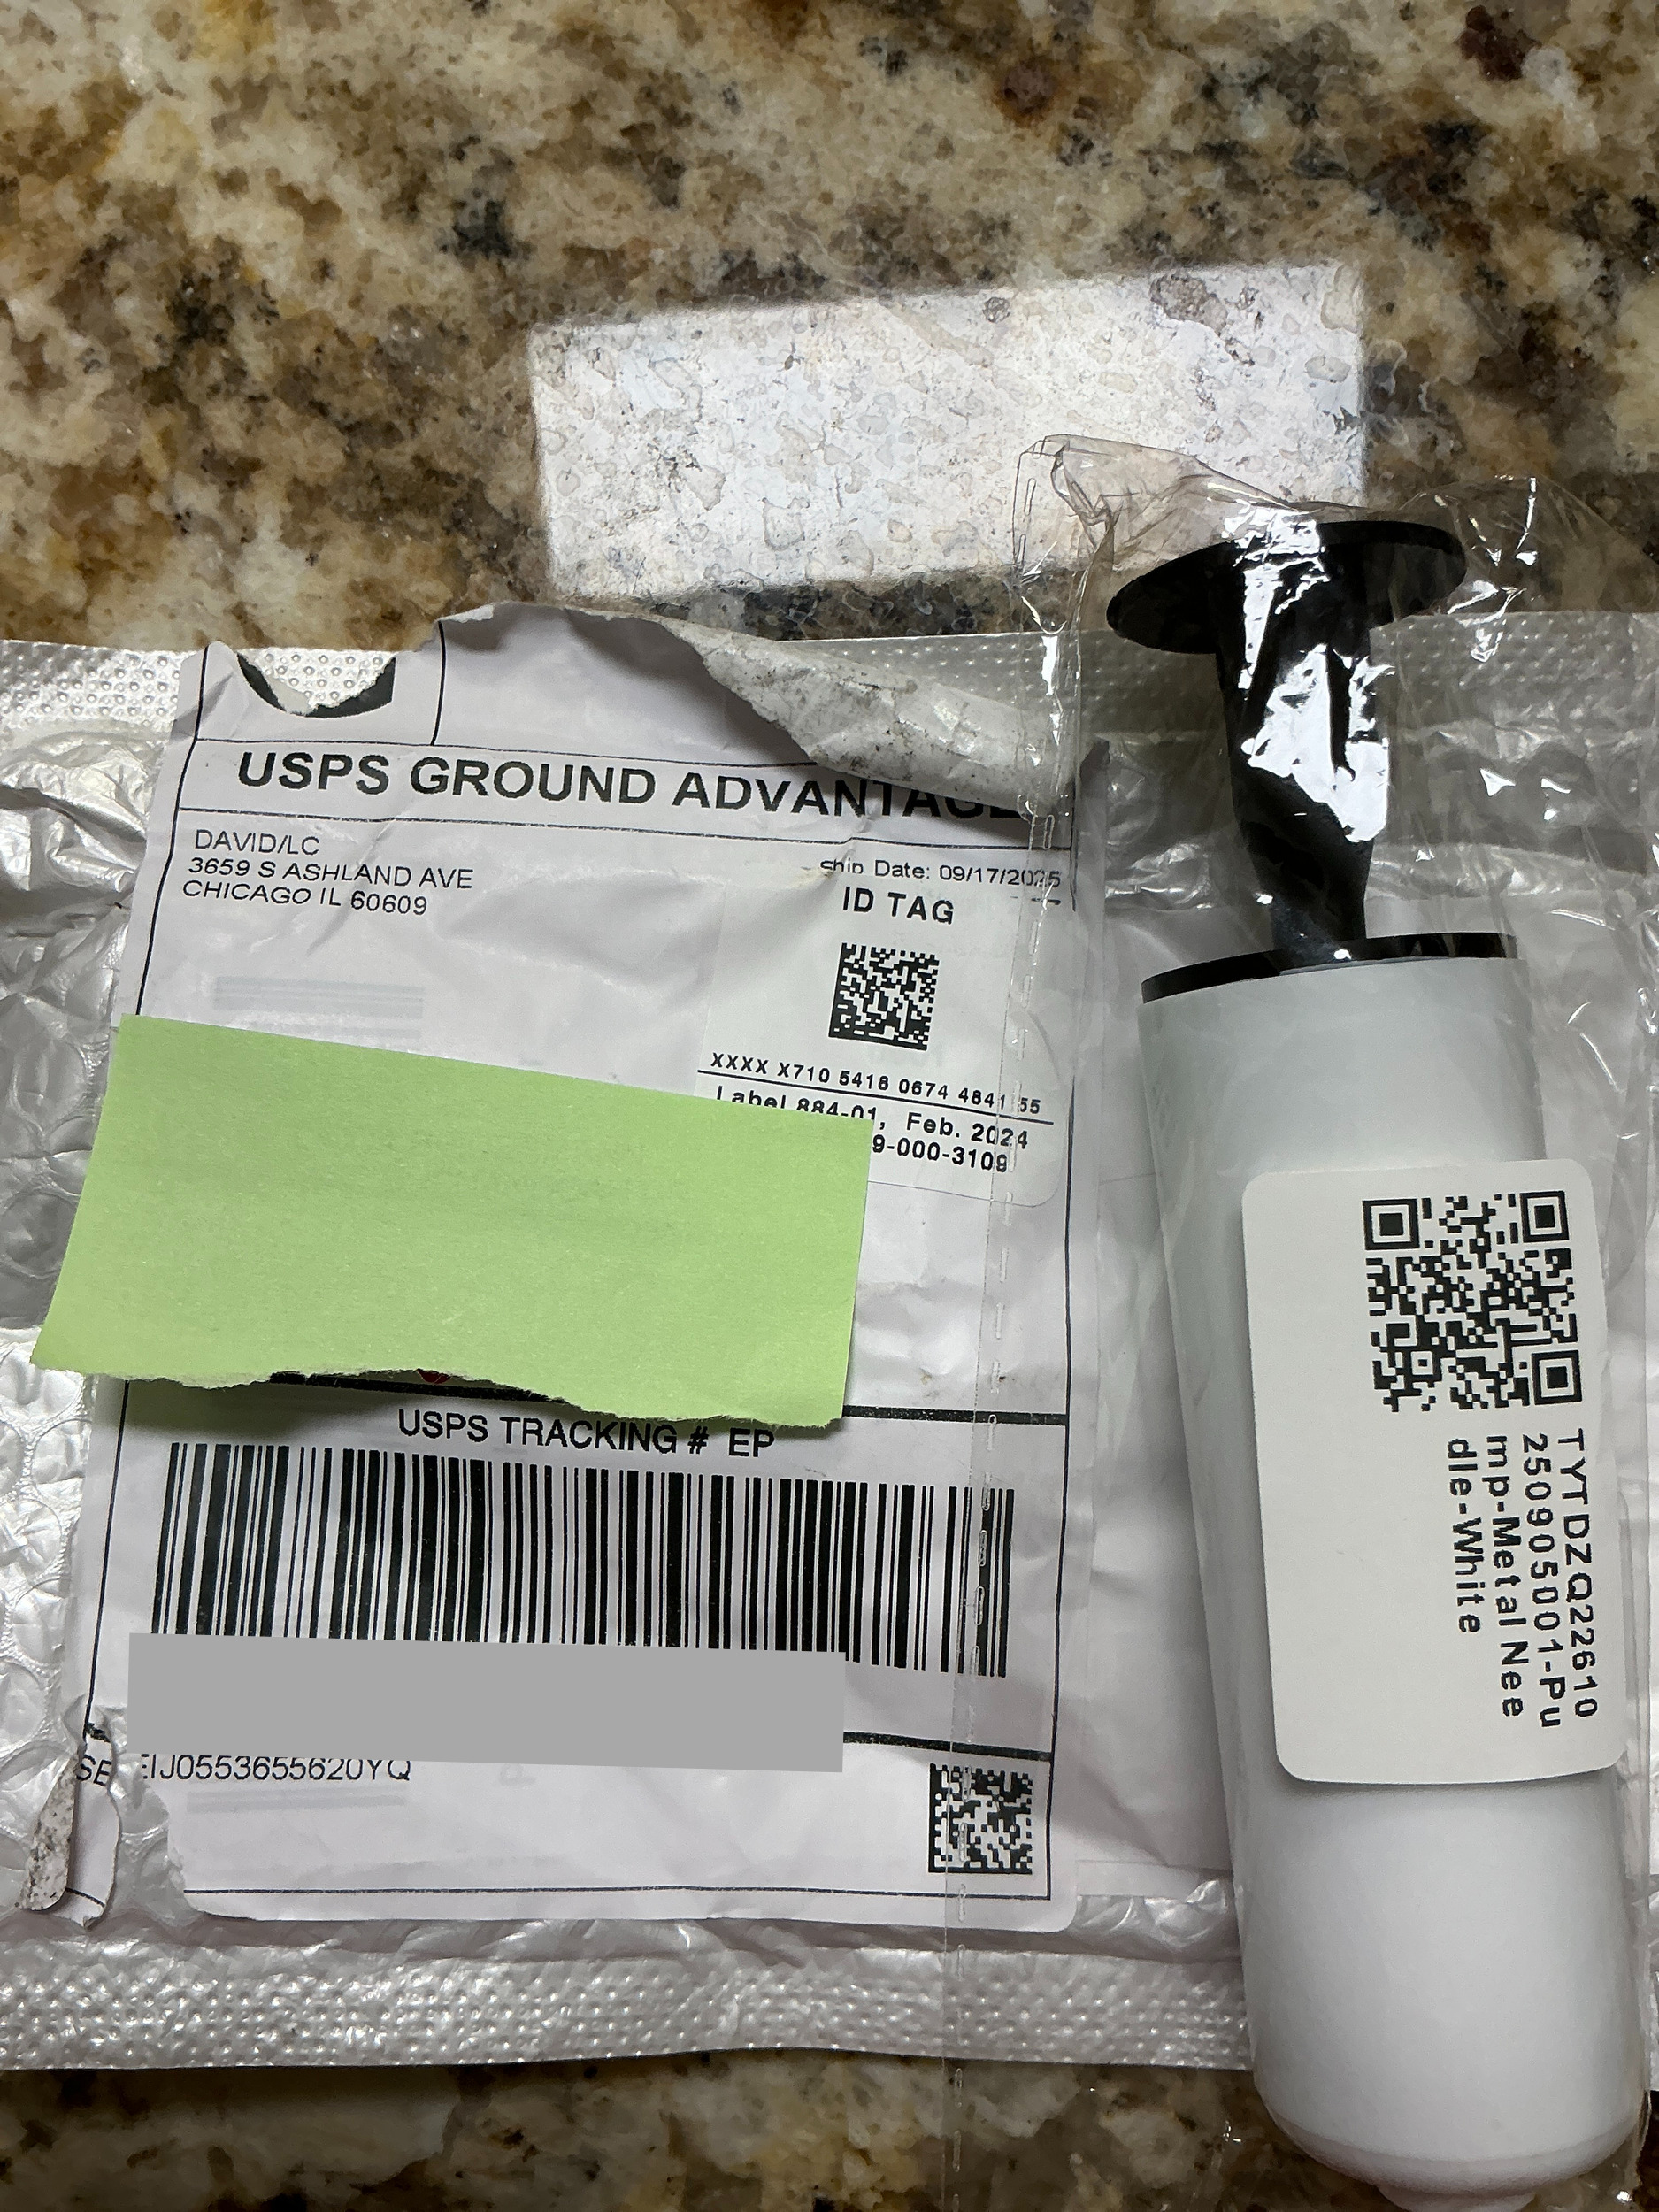 USPS GROUND ADVANTAGE
DAVID/LC
3659 S ASHLAND AVE
CHICAGO IL 60609
Ship Date: 09/17/2025
ID TAG
XXXX X710 5418 0674 4841 55
Label 884-01, Feb. 2024
9-000-3109
USPS TRACKING # EP
EIJ0553655620YQ
TYTDZQ22610
250905001-Pu
mp-Metal Nee
dle-White